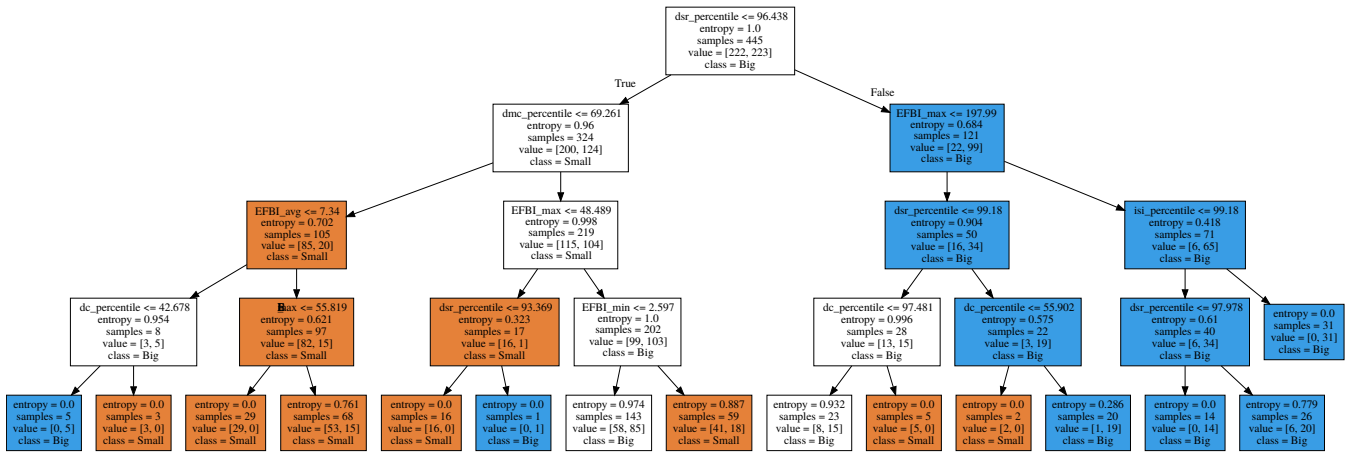 dsr_percentile <= 96.438
entropy = 1.0
samples = 445
value = [222, 223]
class = Big
True
False
dmc_percentile <= 69.261
entropy = 0.96
samples = 324
value = [200, 124]
class = Small
EFBI_max <= 197.99
entropy = 0.684
samples = 121
value = [22, 99]
class = Big
EFBI_avg <= 7.34
entropy = 0.702
samples = 105
value = [85, 20]
class = Small
EFBI_max <= 48.489
entropy = 0.998
samples = 219
value = [115, 104]
class = Small
dsr_percentile <= 99.18
entropy = 0.904
samples = 50
value = [16, 34]
class = Big
isi_percentile <= 99.18
entropy = 0.418
samples = 71
value = [6, 65]
class = Big
dc_percentile <= 42.678
entropy = 0.954
samples = 8
value = [3, 5]
class = Big
<= 55.819
entropy = 0.621
samples = 97
value = [82, 15]
class = Small
dsr_percentile <= 93.369
entropy = 0.323
samples = 17
value = [16, 1]
class = Small
EFBI_min <= 2.597
entropy = 1.0
samples = 202
value = [99, 103]
class = Big
dc_percentile <= 97.481
entropy = 0.996
samples = 28
value = [13, 15]
class = Big
dc_percentile <= 55.902
entropy = 0.575
samples = 22
value = [3, 19]
class = Big
dsr_percentile <= 97.978
entropy = 0.61
samples = 40
value = [6, 34]
class = Big
entropy = 0.0
samples = 31
value = [0, 31]
class = Big
entropy = 0.0
samples = 5
value = [0, 5]
class = Big
entropy = 0.0
samples = 3
value = [3, 0]
class = Small
entropy = 0.0
samples = 29
value = [29, 0]
class = Small
entropy = 0.761
samples = 68
value = [53, 15]
class = Small
entropy = 0.0
samples = 16
value = [16, 0]
class = Small
entropy = 0.0
samples = 1
value = [0, 1]
class = Big
entropy = 0.974
samples = 143
value = [58, 85]
class = Big
entropy = 0.887
samples = 59
value = [41, 18]
class = Small
entropy = 0.932
samples = 23
value = [8, 15]
class = Big
entropy = 0.0
samples = 5
value = [5, 0]
class = Small
entropy = 0.0
samples = 2
value = [2, 0]
class = Small
entropy = 0.286
samples = 20
value = [1, 19]
class = Big
entropy = 0.0
samples = 14
value = [0, 14]
class = Big
entropy = 0.779
samples = 26
value = [6, 20]
class = Big